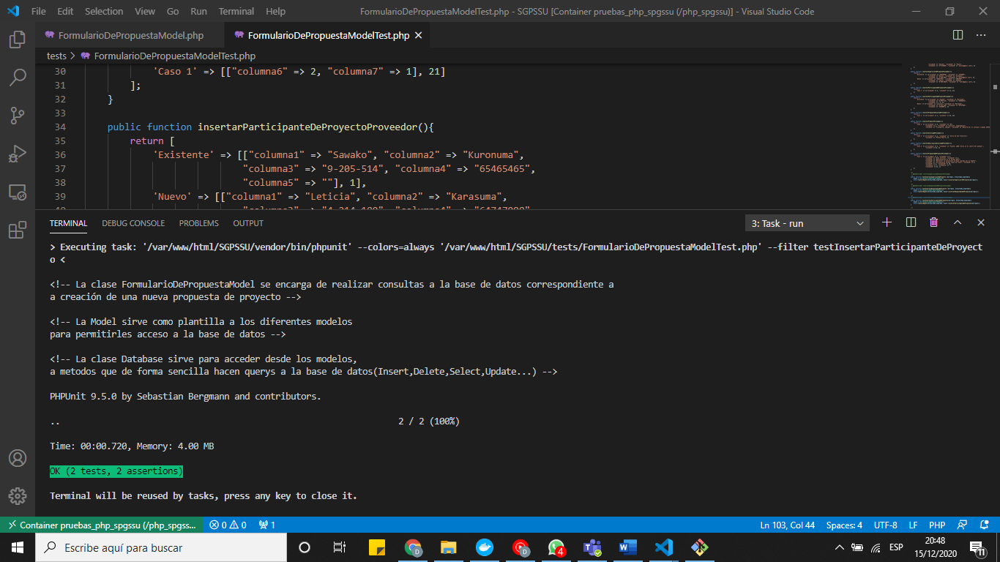 File Edit Selection View Go Run Terminal Help FormularioDePropuestaModelTest.php - SGPSSU [Container pruebas_php_spgssu (/php_spgssu)] - Visual Studio Code
FormularioDePropuestaModel.php FormularioDePropuestaModelTest.php
tests > FormularioDePropuestaModelTest.php
30 'Caso 1' => [["columna6" => 2, "columna7" => 1], 21]
31 ];
32 }
33
34 public function insertarParticipanteDeProyectoProveedor(){
35 return [
36 'Existente' => [["columna1" => "Sawako", "columna2" => "Kuronuma",
37 "columna3" => "9-205-514", "columna4" => "65465465",
38 "columna5" => ""], 1],
39 'Nuevo' => [["columna1" => "Leticia", "columna2" => "Karasuma",
TERMINAL DEBUG CONSOLE PROBLEMS OUTPUT 3: Task - run
> Executing task: '/var/www/html/SGPSSU/vendor/bin/phpunit' --colors=always '/var/www/html/SGPSSU/tests/FormularioDePropuestaModelTest.php' --filter testInsertarParticipanteDeProyect
o <
<!-- La clase FormularioDePropuestaModel se encarga de realizar consultas a la base de datos correspondiente a
a creación de una nueva propuesta de proyecto -->
<!-- La Model sirve como plantilla a los diferentes modelos
para permitirles acceso a la base de datos -->
<!-- La clase Database sirve para acceder desde los modelos,
a metodos que de forma sencilla hacen querys a la base de datos(Insert,Delete,Select,Update...) -->
PHPUnit 9.5.0 by Sebastian Bergmann and contributors.
.. 2 / 2 (100%)
Time: 00:00.720, Memory: 4.00 MB
OK (2 tests, 2 assertions)
Terminal will be reused by tasks, press any key to close it.
Container pruebas_php_spgssu (/php_spgss... 0 0 1 Ln 103, Col 44 Spaces: 4 UTF-8 LF PHP
Escribe aquí para buscar D D 4 ESP 20:48
15/12/2020 11